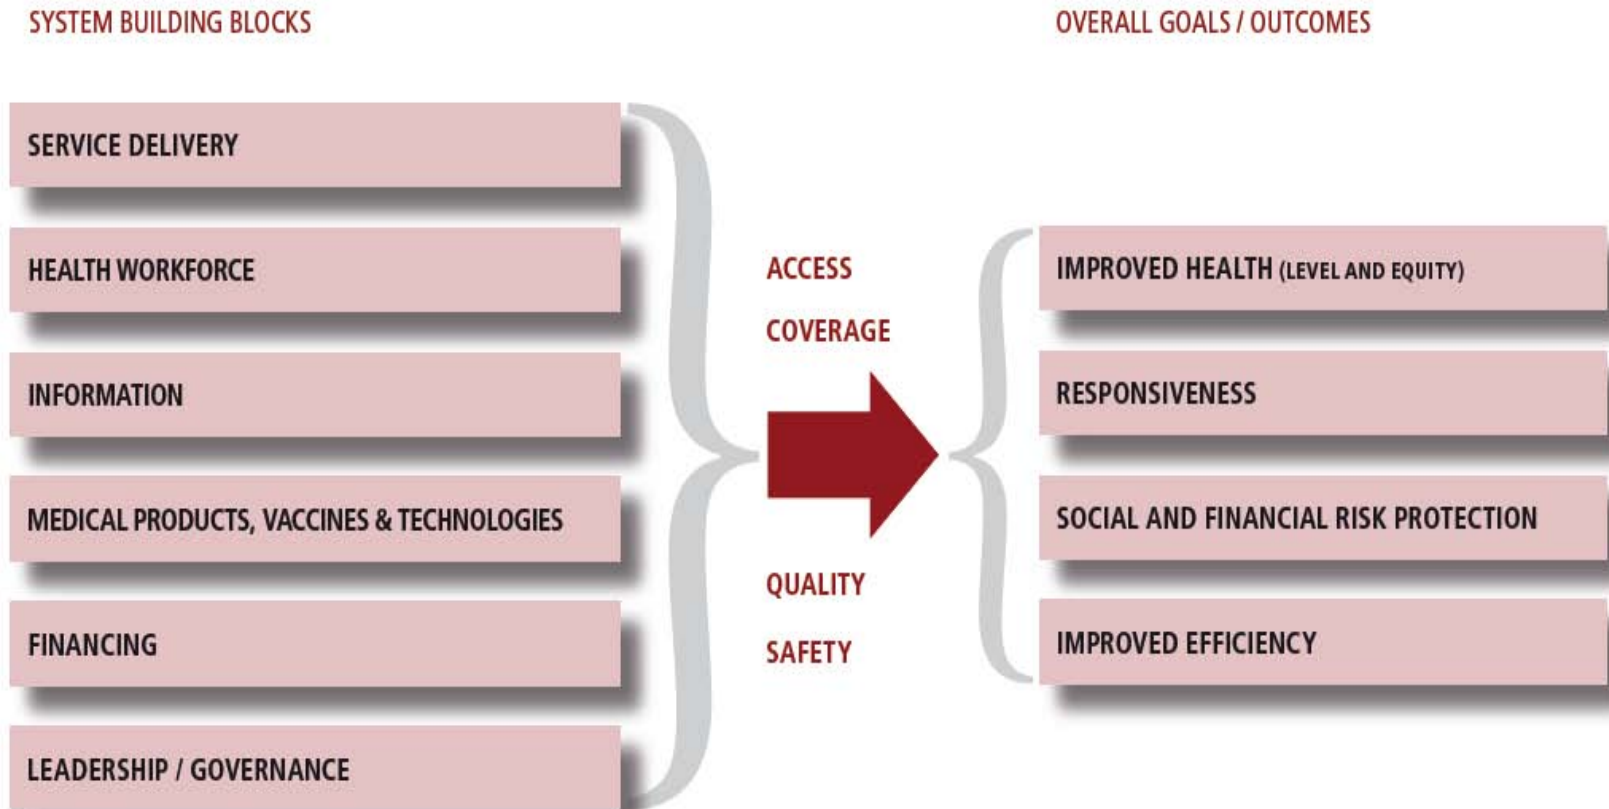 SYSTEM BUILDING BLOCKS
OVERALL GOALS / OUTCOMES
SERVICE DELIVERY
HEALTH WORKFORCE
INFORMATION
MEDICAL PRODUCTS, VACCINES & TECHNOLOGIES
FINANCING
LEADERSHIP / GOVERNANCE
ACCESS
COVERAGE
QUALITY
SAFETY
IMPROVED HEALTH (LEVEL AND EQUITY)
RESPONSIVENESS
SOCIAL AND FINANCIAL RISK PROTECTION
IMPROVED EFFICIENCY